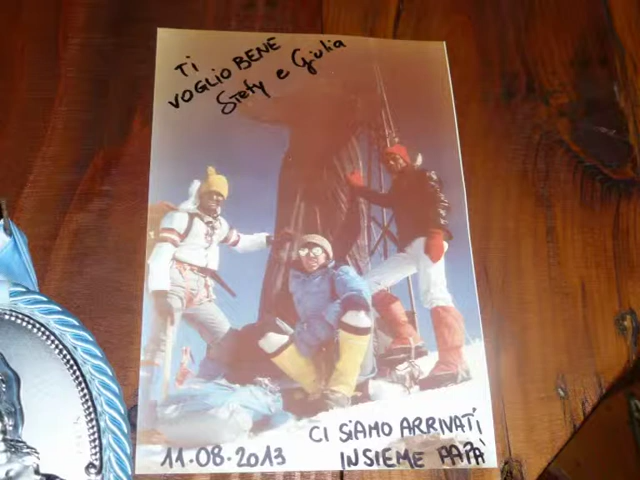 TI
VOGLIO BENE
Stefy e Giulia
CI SIAMO ARRIVATI
11.08.2013
INSIEME PAPÀ